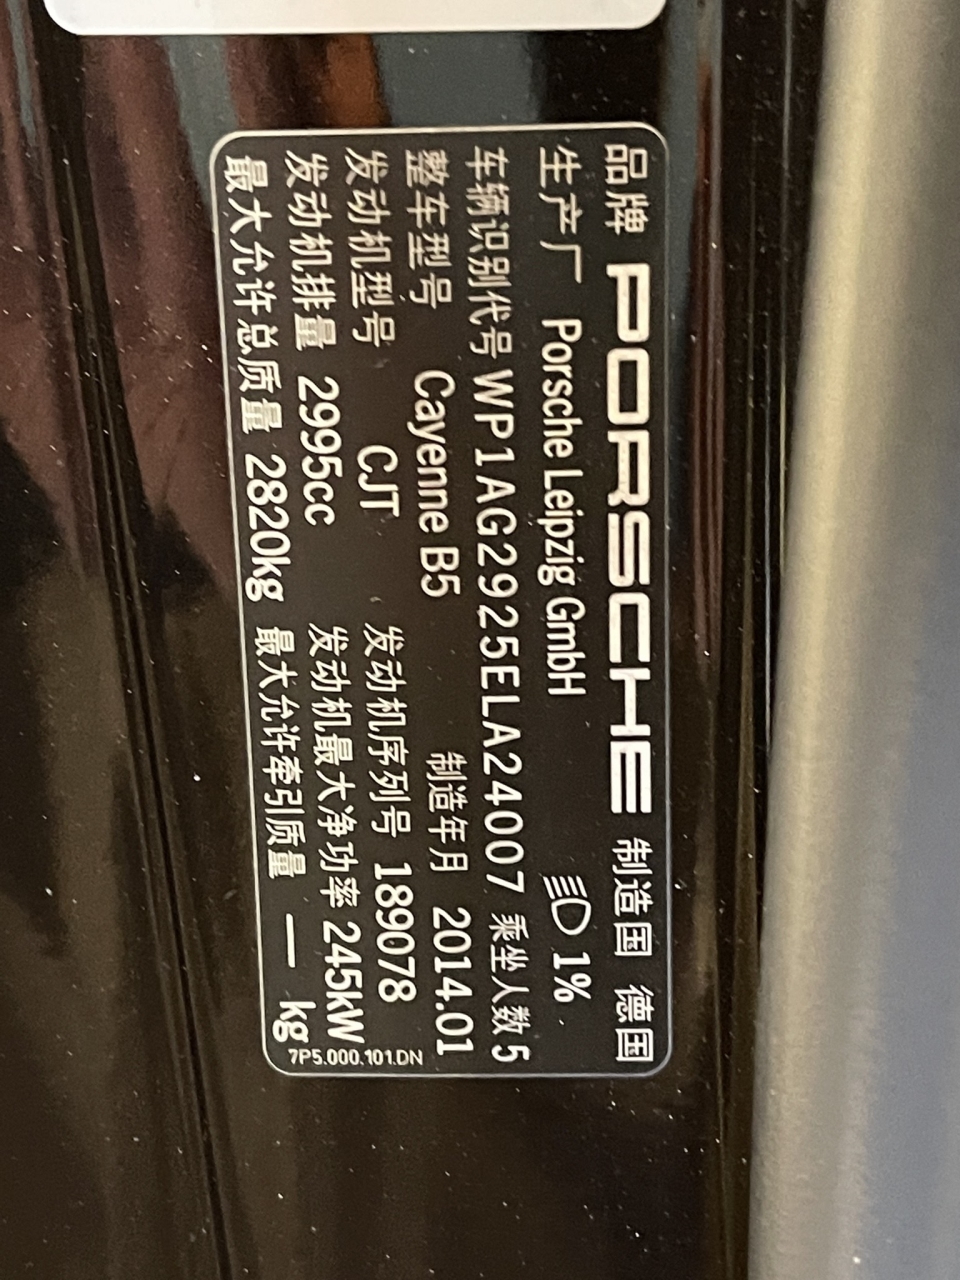 品牌 PORSCHE 制造国 德国
生产厂 Porsche Leipzig GmbH 1%
车辆识别代号 WP1AG2925ELA24007 乘坐人数 5
整车型号 Cayenne B5 制造年月 2014.01
发动机型号 CJT 发动机序列号 189078
发动机排量 2995cc 发动机最大净功率 245kW
最大允许总质量 2820kg 最大允许牵引质量 — kg
7P5.000.101.DN